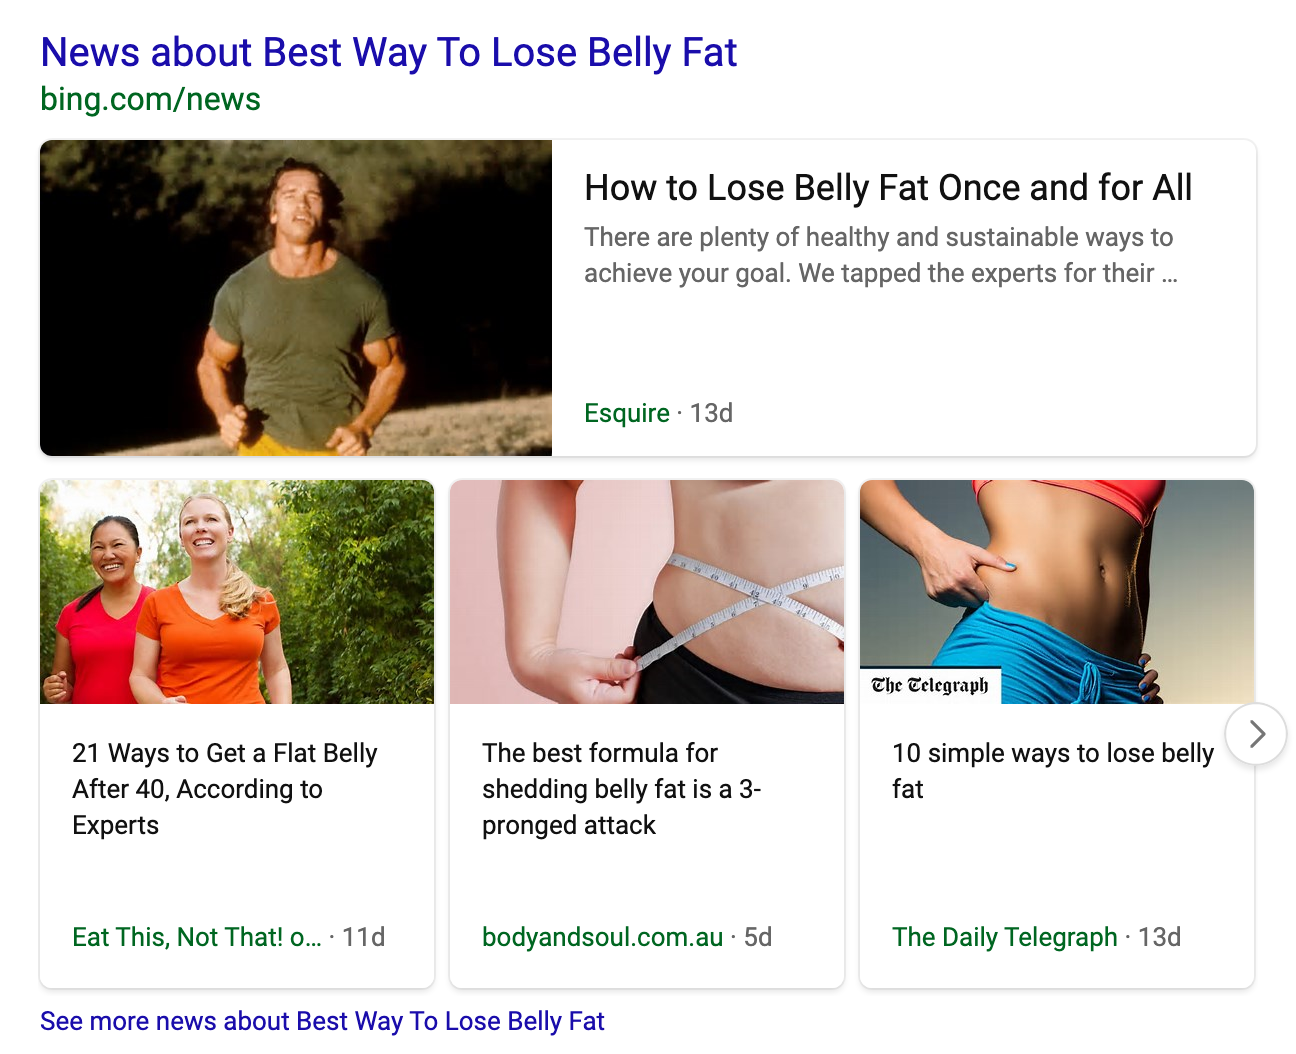 News about Best Way To Lose Belly Fat
bing.com/news
How to Lose Belly Fat Once and for All
There are plenty of healthy and sustainable ways to
achieve your goal. We tapped the experts for their ...
Esquire · 13d
21 Ways to Get a Flat Belly
After 40, According to
Experts
Eat This, Not That! o... · 11d
The best formula for
shedding belly fat is a 3-
pronged attack
bodyandsoul.com.au · 5d
The Telegraph
10 simple ways to lose belly
fat
The Daily Telegraph · 13d
See more news about Best Way To Lose Belly Fat